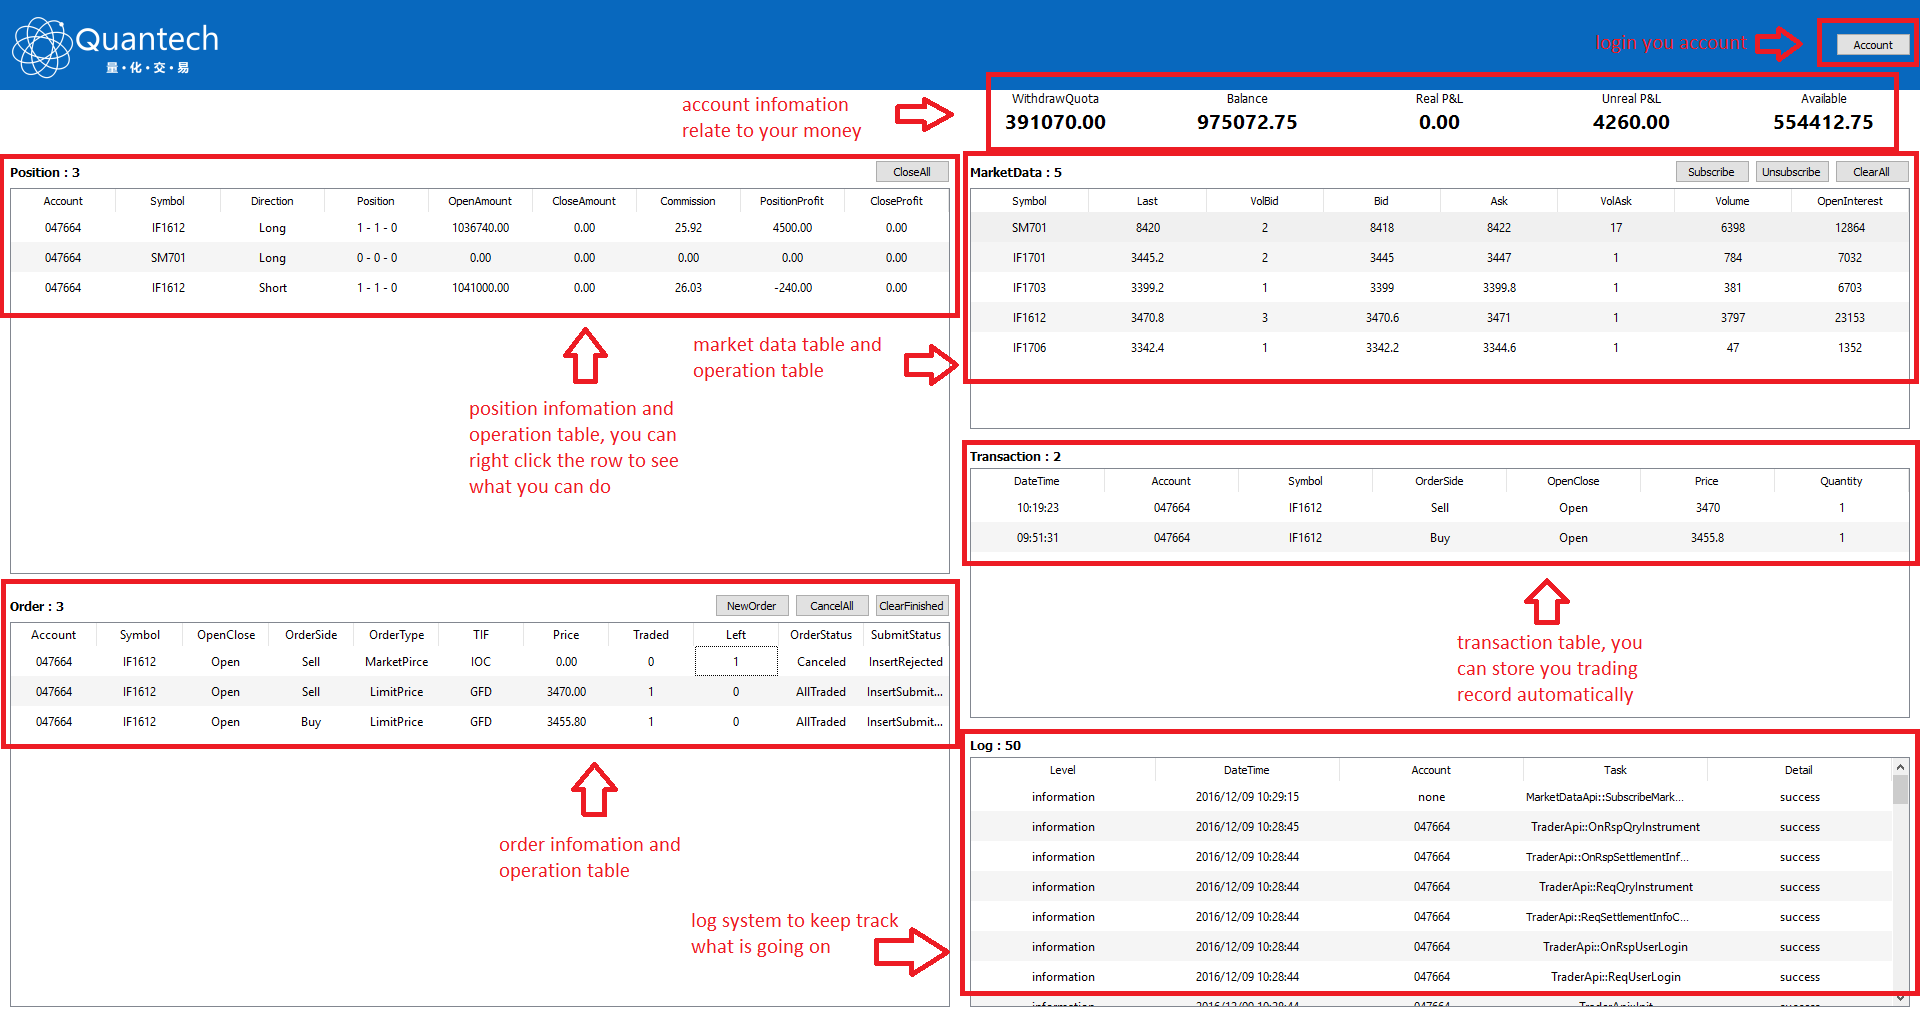 Quantech
量·化·交·易
login you account
Account
account infomation
relate to your money
WithdrawQuota Balance Real P&L Unreal P&L Available
391070.00 975072.75 0.00 4260.00 554412.75
Position : 3 CloseAll
Account Symbol Direction Position OpenAmount CloseAmount Commission PositionProfit CloseProfit
047664 IF1612 Long 1 - 1 - 0 1036740.00 0.00 25.92 4500.00 0.00
047664 SM701 Long 0 - 0 - 0 0.00 0.00 0.00 0.00 0.00
047664 IF1612 Short 1 - 1 - 0 1041000.00 0.00 26.03 -240.00 0.00
position infomation and
operation table, you can
right click the row to see
what you can do
market data table and
operation table
MarketData : 5 Subscribe Unsubscribe ClearAll
Symbol Last VolBid Bid Ask VolAsk Volume OpenInterest
SM701 8420 2 8418 8422 17 6398 12864
IF1701 3445.2 2 3445 3447 1 784 7032
IF1703 3399.2 1 3399 3399.8 1 381 6703
IF1612 3470.8 3 3470.6 3471 1 3797 23153
IF1706 3342.4 1 3342.2 3344.6 1 47 1352
Transaction : 2
DateTime Account Symbol OrderSide OpenClose Price Quantity
10:19:23 047664 IF1612 Sell Open 3470 1
09:51:31 047664 IF1612 Buy Open 3455.8 1
transaction table, you
can store you trading
record automatically
Order : 3 NewOrder CancelAll ClearFinished
Account Symbol OpenClose OrderSide OrderType TIF Price Traded Left OrderStatus SubmitStatus
047664 IF1612 Open Sell MarketPirce IOC 0.00 0 1 Canceled InsertRejected
047664 IF1612 Open Sell LimitPrice GFD 3470.00 1 0 AllTraded InsertSubmit...
047664 IF1612 Open Buy LimitPrice GFD 3455.80 1 0 AllTraded InsertSubmit...
order infomation and
operation table
log system to keep track
what is going on
Log : 50
Level DateTime Account Task Detail
information 2016/12/09 10:29:15 none MarketDataApi::SubscribeMark... success
information 2016/12/09 10:28:45 047664 TraderApi::OnRspQryInstrument success
information 2016/12/09 10:28:44 047664 TraderApi::OnRspSettlementInf... success
information 2016/12/09 10:28:44 047664 TraderApi::ReqQryInstrument success
information 2016/12/09 10:28:44 047664 TraderApi::ReqSettlementInfoC... success
information 2016/12/09 10:28:44 047664 TraderApi::OnRspUserLogin success
information 2016/12/09 10:28:44 047664 TraderApi::ReqUserLogin success